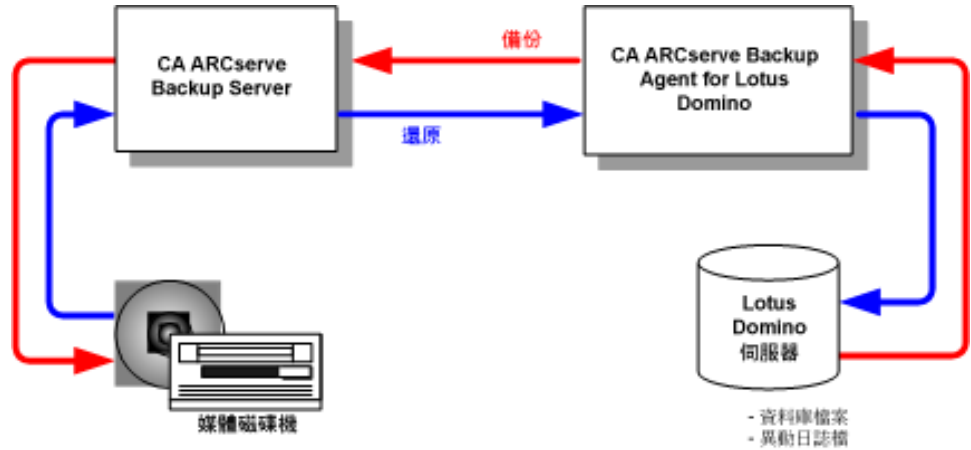 CA ARCserve
Backup Server
備份
還原
CA ARCserve Backup
Agent for Lotus
Domino
媒體磁碟機
Lotus
Domino
伺服器
- 資料庫檔案
- 異動日誌檔